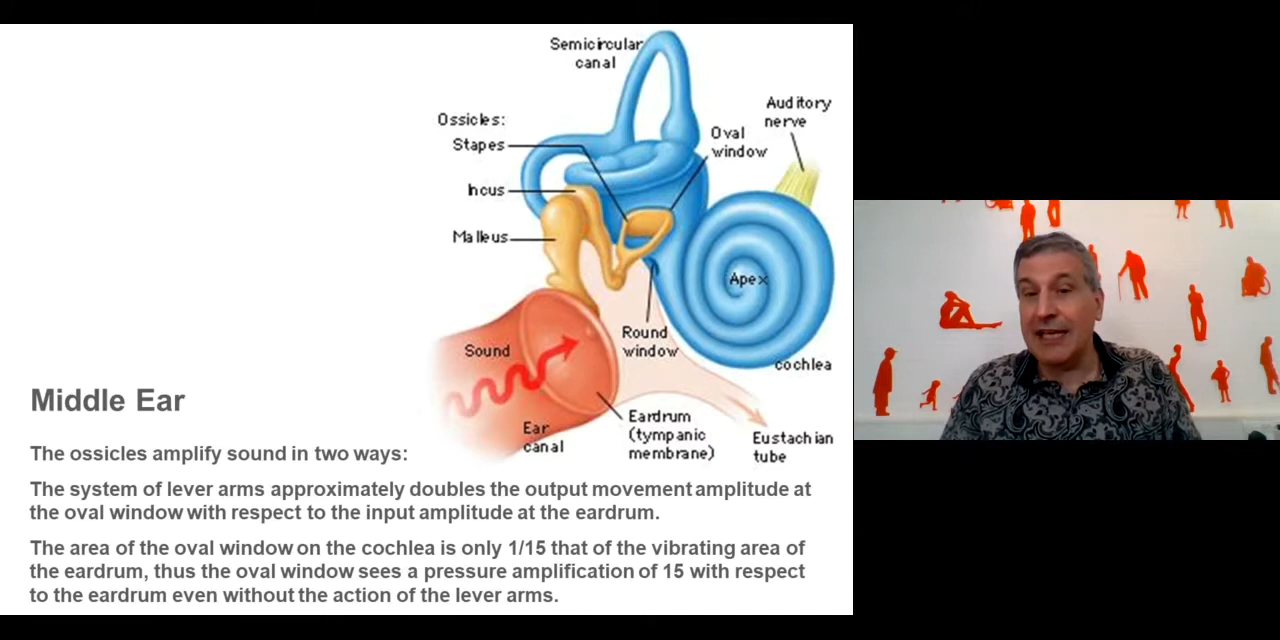 Semicircular
canal
Auditory
nerve
Ossicles:
Stapes
Oval
window
Incus
Malleus
Apex
Round
window
Sound
cochlea
Middle Ear
Eardrum
(tympanic
membrane)
Ear
canal
Eustachian
tube
The ossicles amplify sound in two ways:
The system of lever arms approximately doubles the output movement amplitude at
the oval window with respect to the input amplitude at the eardrum.
The area of the oval window on the cochlea is only 1/15 that of the vibrating area of
the eardrum, thus the oval window sees a pressure amplification of 15 with respect
to the eardrum even without the action of the lever arms.